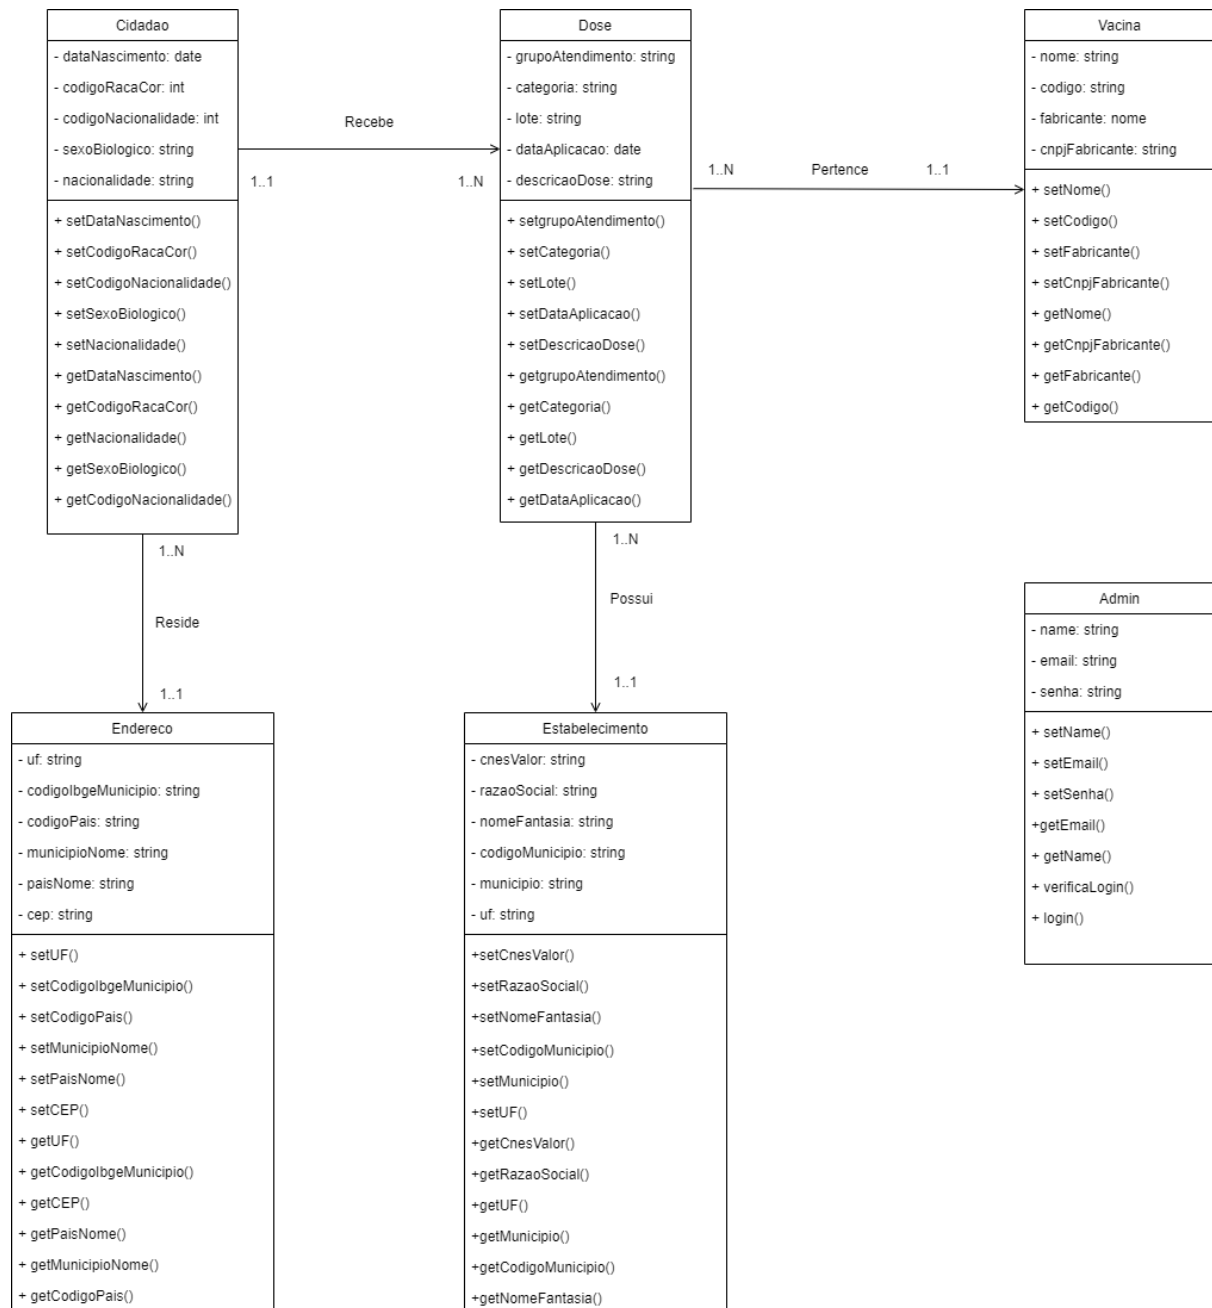 Cidadao
- dataNascimento: date
- codigoRacaCor: int
- codigoNacionalidade: int
- sexoBiologico: string
- nacionalidade: string
+ setDataNascimento()
+ setCodigoRacaCor()
+ setCodigoNacionalidade()
+ setSexoBiologico()
+ setNacionalidade()
+ getDataNascimento()
+ getCodigoRacaCor()
+ getNacionalidade()
+ getSexoBiologico()
+ getCodigoNacionalidade()
Recebe
1..1
1..N
Dose
- grupoAtendimento: string
- categoria: string
- lote: string
- dataAplicacao: date
- descricaoDose: string
+ setgrupoAtendimento()
+ setCategoria()
+ setLote()
+ setDataAplicacao()
+ setDescricaoDose()
+ getgrupoAtendimento()
+ getCategoria()
+ getLote()
+ getDescricaoDose()
+ getDataAplicacao()
1..N
Pertence
1..1
Vacina
- nome: string
- codigo: string
- fabricante: nome
- cnpjFabricante: string
+ setNome()
+ setCodigo()
+ setFabricante()
+ setCnpjFabricante()
+ getNome()
+ getCnpjFabricante()
+ getFabricante()
+ getCodigo()
1..N
Reside
1..1
1..N
Possui
1..1
Endereco
- uf: string
- codigoIbgeMunicipio: string
- codigoPais: string
- municipioNome: string
- paisNome: string
- cep: string
+ setUF()
+ setCodigoIbgeMunicipio()
+ setCodigoPais()
+ setMunicipioNome()
+ setPaisNome()
+ setCEP()
+ getUF()
+ getCodigoIbgeMunicipio()
+ getCEP()
+ getPaisNome()
+ getMunicipioNome()
+ getCodigoPais()
Estabelecimento
- cnesValor: string
- razaoSocial: string
- nomeFantasia: string
- codigoMunicipio: string
- municipio: string
- uf: string
+setCnesValor()
+setRazaoSocial()
+setNomeFantasia()
+setCodigoMunicipio()
+setMunicipio()
+setUF()
+getCnesValor()
+getRazaoSocial()
+getUF()
+getMunicipio()
+getCodigoMunicipio()
+getNomeFantasia()
Admin
- name: string
- email: string
- senha: string
+ setName()
+ setEmail()
+ setSenha()
+getEmail()
+ getName()
+ verificaLogin()
+ login()